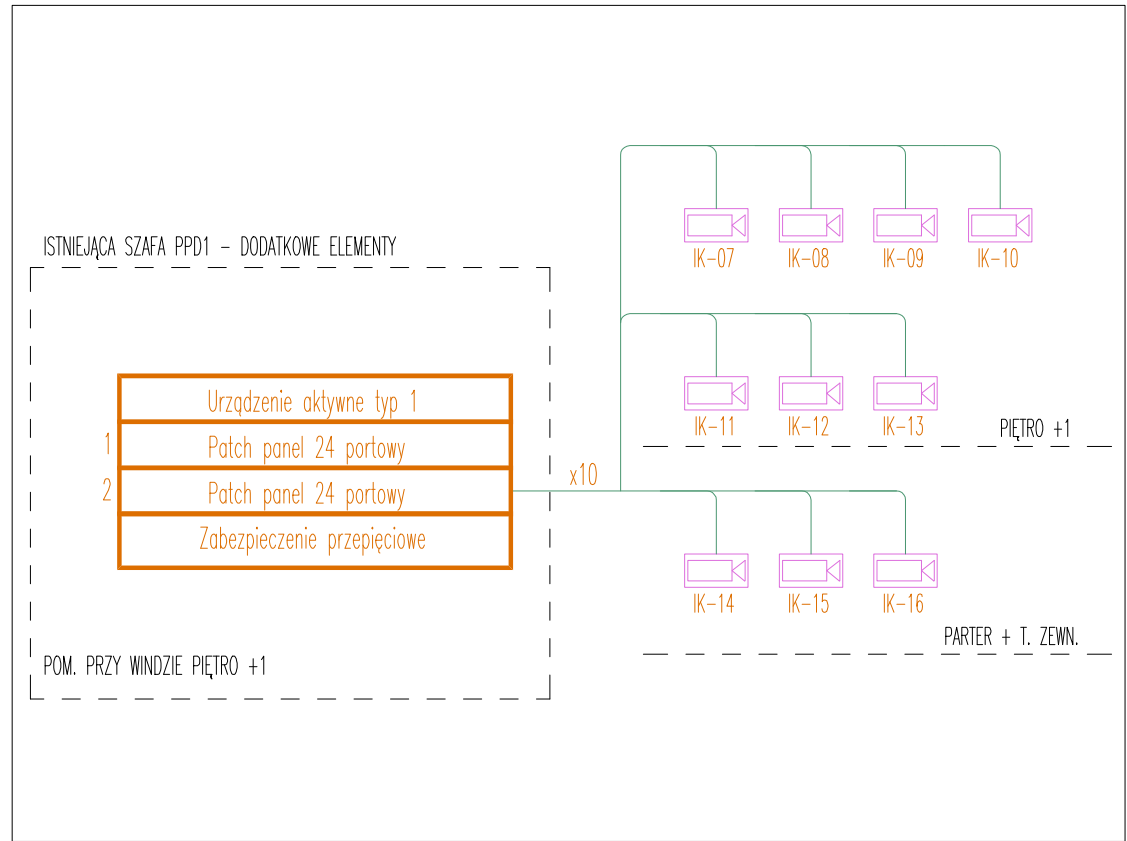 IK-07 IK-08 IK-09 IK-10
ISTNIEJĄCA SZAFA PPD1 - DODATKOWE ELEMENTY
Urządzenie aktywne typ 1
1 Patch panel 24 portowy
2 Patch panel 24 portowy
Zabezpieczenie przepięciowe
POM. PRZY WINDZIE PIĘTRO +1
x10
IK-11 IK-12 IK-13
PIĘTRO +1
IK-14 IK-15 IK-16
PARTER + T. ZEWN.